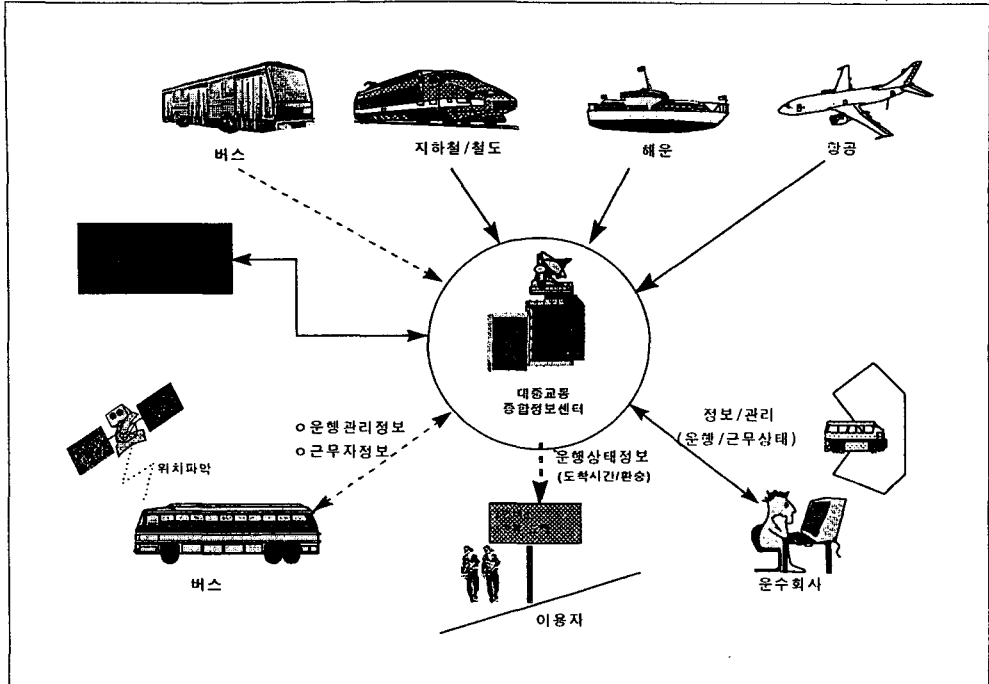 버스
지하철/철도
해운
항공
대중교통
종합정보센터
운행관리정보
근무자정보
위치파악
버스
운행상태정보
(도착시간/환승)
이용자
정보/관리
(운행/근무상태)
운수회사